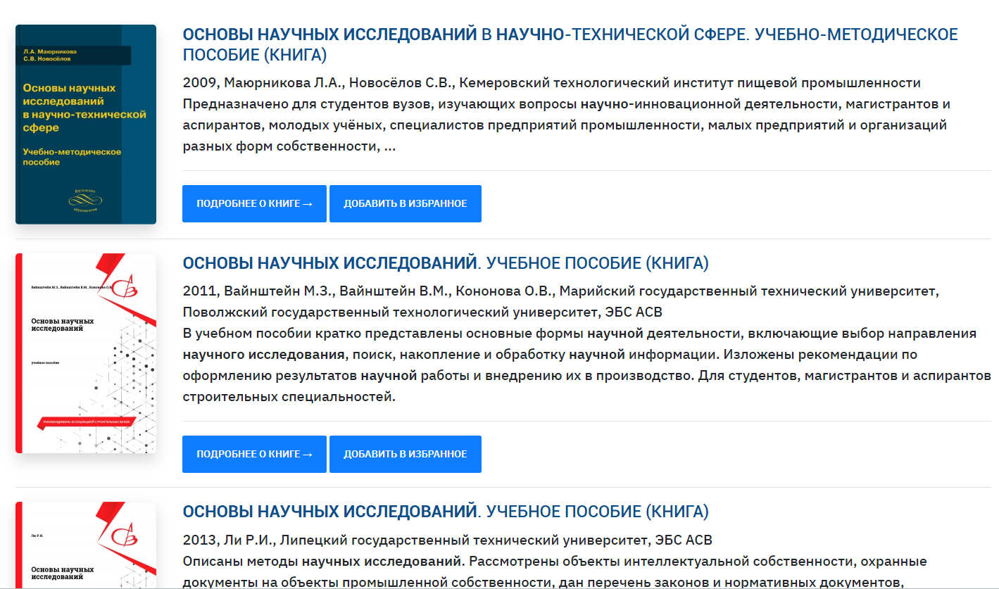 Л.А. Маюрникова
С.В. Новосёлов
Основы научных
исследований
в научно-технической
сфере
Учебно-методическое
пособие
Вузовское
образование
ОСНОВЫ НАУЧНЫХ ИССЛЕДОВАНИЙ В НАУЧНО-ТЕХНИЧЕСКОЙ СФЕРЕ. УЧЕБНО-МЕТОДИЧЕСКОЕ
ПОСОБИЕ (КНИГА)
2009, Маюрникова Л.А., Новосёлов С.В., Кемеровский технологический институт пищевой промышленности
Предназначено для студентов вузов, изучающих вопросы научно-инновационной деятельности, магистрантов и
аспирантов, молодых учёных, специалистов предприятий промышленности, малых предприятий и организаций
разных форм собственности, ...
ПОДРОБНЕЕ О КНИГЕ → ДОБАВИТЬ В ИЗБРАННОЕ
Вайнштейн М.З., Вайнштейн В.М., Кононова О.В.
Основы научных
исследований
учебное пособие
РЕКОМЕНДОВАНО АССОЦИАЦИЕЙ СТРОИТЕЛЬНЫХ ВУЗОВ
ОСНОВЫ НАУЧНЫХ ИССЛЕДОВАНИЙ. УЧЕБНОЕ ПОСОБИЕ (КНИГА)
2011, Вайнштейн М.З., Вайнштейн В.М., Кононова О.В., Марийский государственный технический университет,
Поволжский государственный технологический университет, ЭБС АСВ
В учебном пособии кратко представлены основные формы научной деятельности, включающие выбор направления
научного исследования, поиск, накопление и обработку научной информации. Изложены рекомендации по
оформлению результатов научной работы и внедрению их в производство. Для студентов, магистрантов и аспирантов
строительных специальностей.
ПОДРОБНЕЕ О КНИГЕ → ДОБАВИТЬ В ИЗБРАННОЕ
Ли Р.И.
Основы научных
исследований
ОСНОВЫ НАУЧНЫХ ИССЛЕДОВАНИЙ. УЧЕБНОЕ ПОСОБИЕ (КНИГА)
2013, Ли Р.И., Липецкий государственный технический университет, ЭБС АСВ
Описаны методы научных исследований. Рассмотрены объекты интеллектуальной собственности, охранные
документы на объекты промышленной собственности, дан перечень законов и нормативных документов,